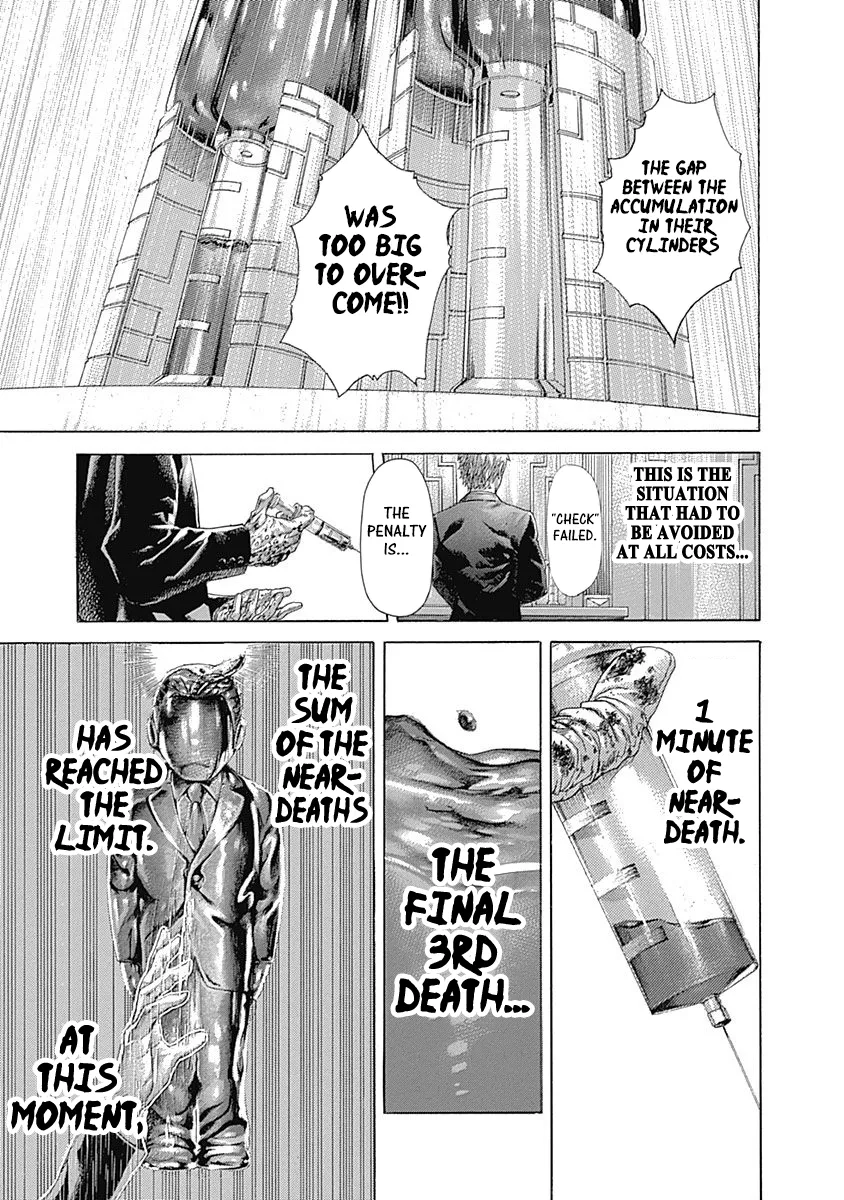 THE GAP
BETWEEN THE
ACCUMULATION
IN THEIR
CYLINDERS
WAS
TOO BIG
TO OVER-
COME!!
THIS IS THE
SITUATION
THAT HAD TO
BE AVOIDED
AT ALL COSTS...
"CHECK"
FAILED.
THE
PENALTY
IS...
1
MINUTE
OF
NEAR-
DEATH.
THE
FINAL
3RD
DEATH...
THE
SUM
OF THE
NEAR-
DEATHS
HAS
REACHED
THE
LIMIT.
AT
THIS
MOMENT,